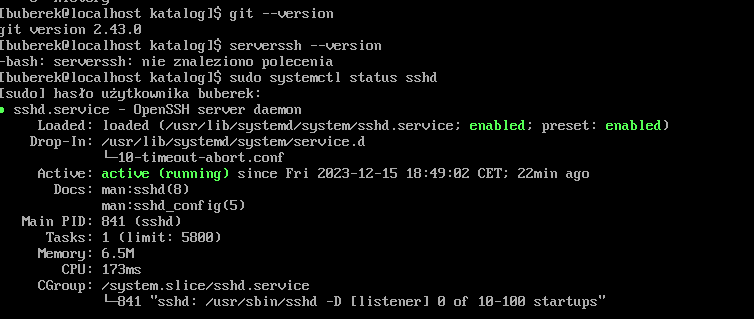 [buberek@localhost katalog]$ git --version
git version 2.43.0
[buberek@localhost katalog]$ serverssh --version
-bash: serverssh: nie znaleziono polecenia
[buberek@localhost katalog]$ sudo systemctl status sshd
[sudo] hasło użytkownika buberek:
● sshd.service - OpenSSH server daemon
     Loaded: loaded (/usr/lib/systemd/system/sshd.service; enabled; preset: enabled)
    Drop-In: /usr/lib/systemd/system/service.d
             └─10-timeout-abort.conf
     Active: active (running) since Fri 2023-12-15 18:49:02 CET; 22min ago
       Docs: man:sshd(8)
             man:sshd_config(5)
   Main PID: 841 (sshd)
      Tasks: 1 (limit: 5800)
     Memory: 6.5M
        CPU: 173ms
     CGroup: /system.slice/sshd.service
             └─841 "sshd: /usr/sbin/sshd -D [listener] 0 of 10-100 startups"